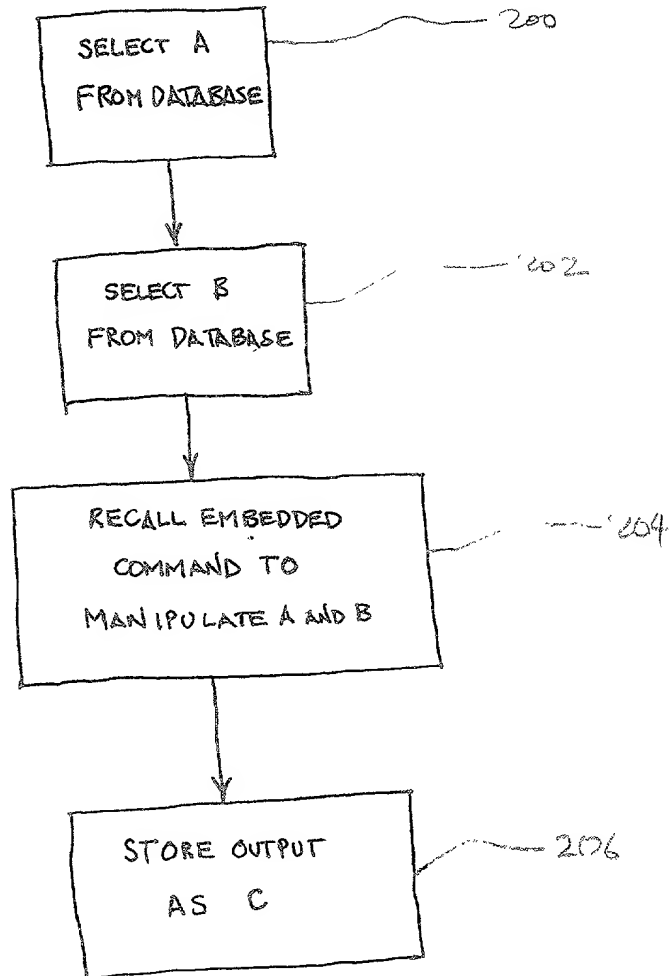 SELECT A
FROM DATABASE
200
SELECT B
FROM DATABASE
202
RECALL EMBEDDED
COMMAND TO
MANIPULATE A AND B
204
STORE OUTPUT
AS C
206